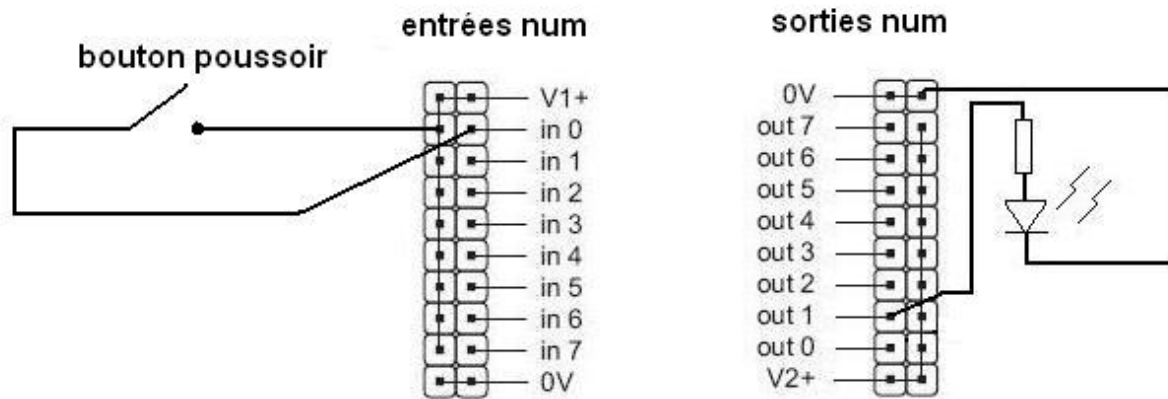 entrées num
sorties num
bouton poussoir
V1+
in 0
in 1
in 2
in 3
in 4
in 5
in 6
in 7
0V
0V
out 7
out 6
out 5
out 4
out 3
out 2
out 1
out 0
V2+